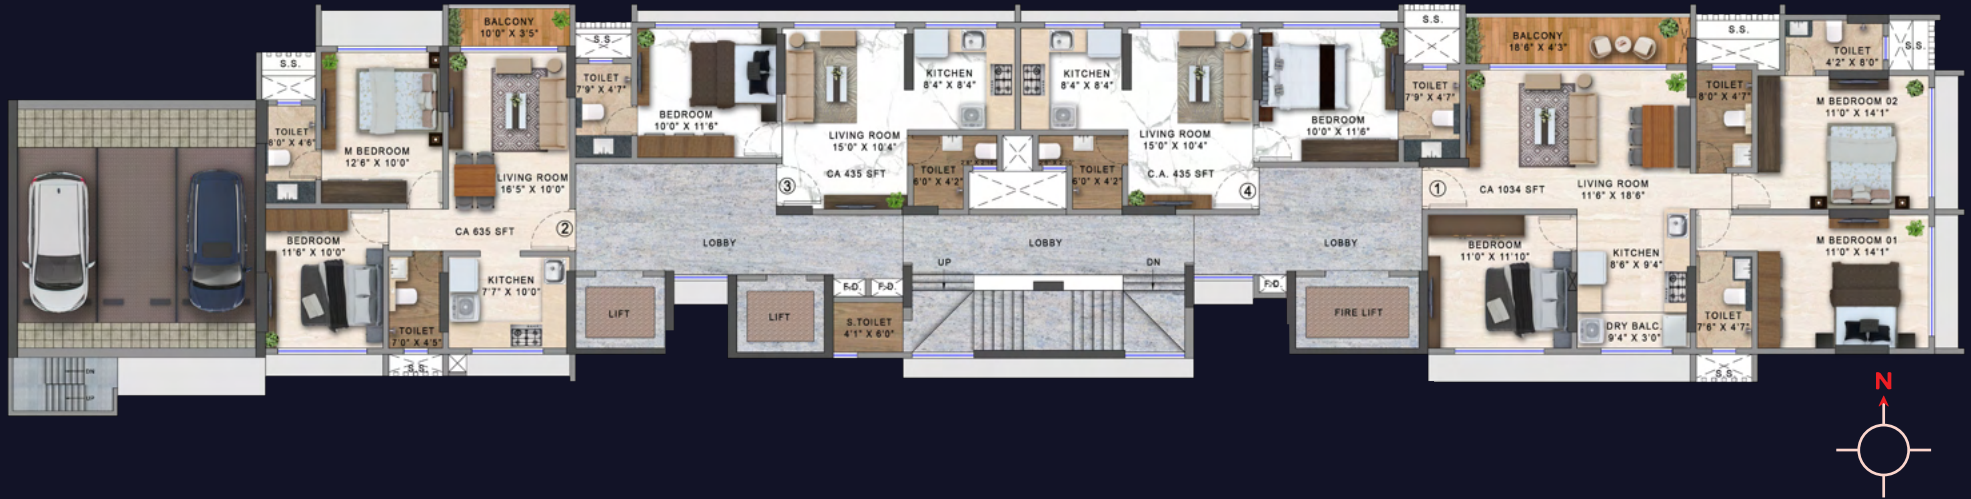 S.S.
TOILET
8'0" X 4'6"
M BEDROOM
12'6" X 10'0"
BALCONY
10'0" X 3'5"
LIVING ROOM
16'5" X 10'0"
CA 635 SFT
②
BEDROOM
11'6" X 10'0"
TOILET
7'0" X 4'5"
KITCHEN
7'7" X 10'0"
S.S.
DN
UP
S.S.
TOILET
7'9" X 4'7"
BEDROOM
10'0" X 11'6"
LIVING ROOM
15'0" X 10'4"
KITCHEN
8'4" X 8'4"
③
CA 435 SFT
TOILET
6'0" X 4'2"
KITCHEN
8'4" X 8'4"
LIVING ROOM
15'0" X 10'4"
TOILET
6'0" X 4'2"
C.A. 435 SFT
④
BEDROOM
10'0" X 11'6"
S.S.
TOILET
7'9" X 4'7"
LOBBY
LOBBY
LOBBY
UP
DN
LIFT
LIFT
F.D.
F.D.
S.TOILET
4'1" X 6'0"
F.D.
FIRE LIFT
BALCONY
18'6" X 4'3"
①
CA 1034 SFT
LIVING ROOM
11'6" X 18'6"
S.S.
TOILET
8'0" X 4'7"
TOILET
4'2" X 8'0"
S.S.
M BEDROOM 02
11'0" X 14'1"
BEDROOM
11'0" X 11'10"
KITCHEN
8'6" X 9'4"
DRY BALC.
9'4" X 3'0"
TOILET
7'6" X 4'7"
M BEDROOM 01
11'0" X 14'1"
S.S
N